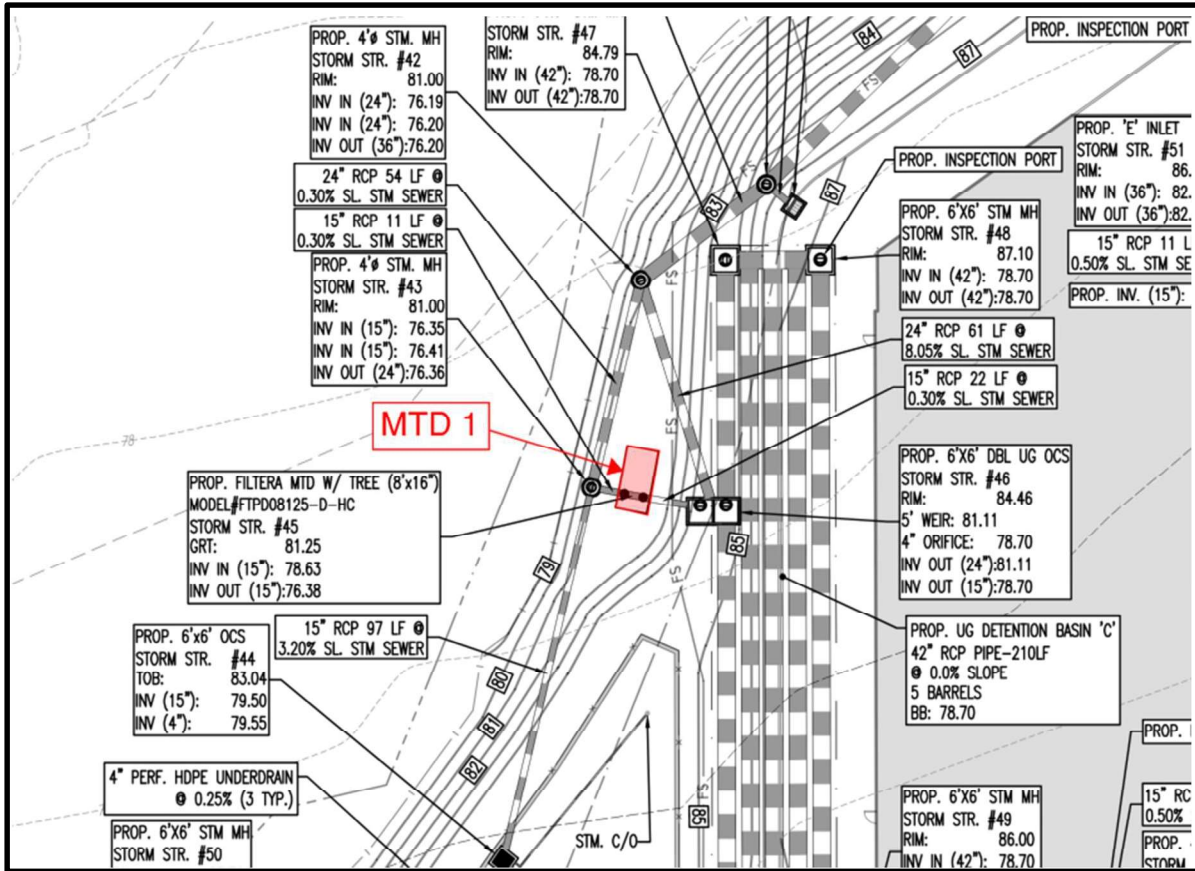 PROP. 4'ø STM. MH
STORM STR. #42
RIM: 81.00
INV IN (24"): 76.19
INV IN (24"): 76.20
INV OUT (36"):76.20
STORM STR. #47
RIM: 84.79
INV IN (42"): 78.70
INV OUT (42"):78.70
84
87
FS
PROP. INSPECTION PORT
24" RCP 54 LF @
0.30% SL. STM SEWER
15" RCP 11 LF @
0.30% SL. STM SEWER
PROP. 4'ø STM. MH
STORM STR. #43
RIM: 81.00
INV IN (15"): 76.35
INV IN (15"): 76.41
INV OUT (24"):76.36
FS
83
87
FS
PROP. INSPECTION PORT
PROP. 'E' INLET
STORM STR. #51
RIM: 86.
INV IN (36"): 82.
INV OUT (36"):82.
PROP. 6'X6' STM MH
STORM STR. #48
RIM: 87.10
INV IN (42"): 78.70
INV OUT (42"):78.70
15" RCP 11 L
0.50% SL. STM SE
PROP. INV. (15"):
24" RCP 61 LF @
8.05% SL. STM SEWER
15" RCP 22 LF @
0.30% SL. STM SEWER
78
MTD 1
FS
PROP. FILTERA MTD W/ TREE (8'x16")
MODEL#FTPD08125-D-HC
STORM STR. #45
GRT: 81.25
INV IN (15"): 78.63
INV OUT (15"):76.38
PROP. 6'X6' DBL UG OCS
STORM STR. #46
RIM: 84.46
5' WEIR: 81.11
4" ORIFICE: 78.70
INV OUT (24"):81.11
INV OUT (15"):78.70
79
85
FS
15" RCP 97 LF @
3.20% SL. STM SEWER
PROP. 6'x6' OCS
STORM STR. #44
TOB: 83.04
INV (15"): 79.50
INV (4"): 79.55
PROP. UG DETENTION BASIN 'C'
42" RCP PIPE-210LF
@ 0.0% SLOPE
5 BARRELS
BB: 78.70
80
81
82
4" PERF. HDPE UNDERDRAIN
@ 0.25% (3 TYP.)
PROP. 6'X6' STM MH
STORM STR. #50
STM. C/O
FS
85
PROP. 6'X6' STM MH
STORM STR. #49
RIM: 86.00
INV IN (42"): 78.70
PROP.
15" RC
0.50%
PROP.
STORM